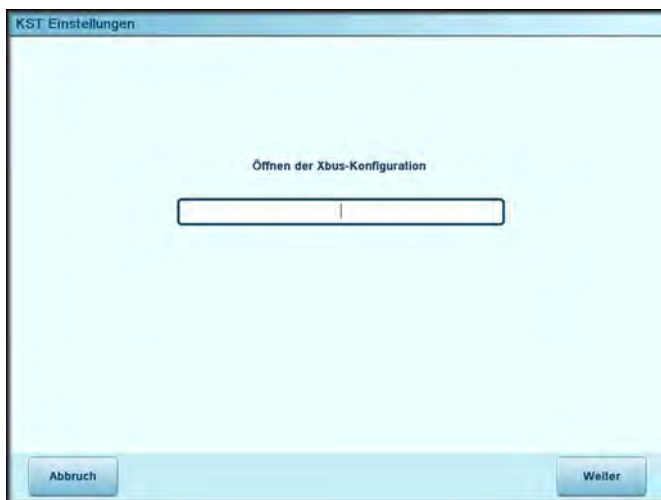 KST Einstellungen
Öffnen der Xbus-Konfiguration
Abbruch
Weiter